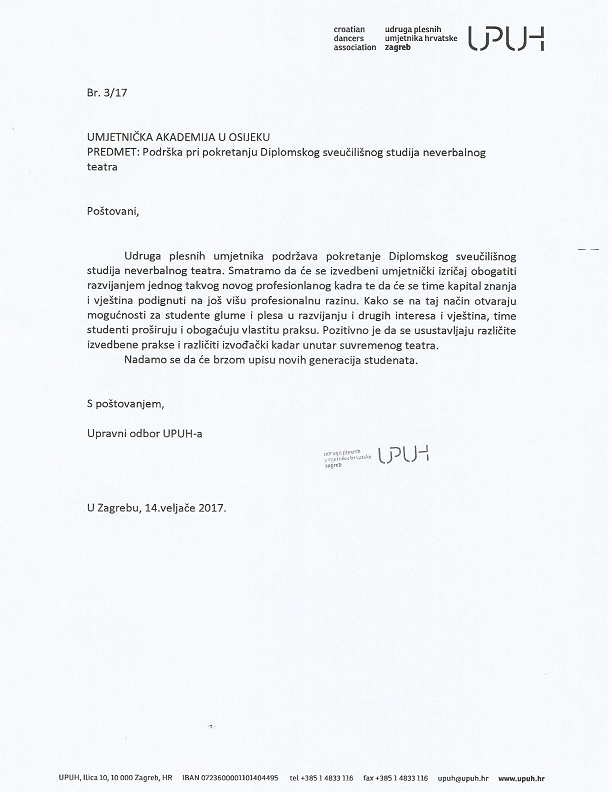 croatian dancers association
udruga plesnih umjetnika hrvatske zagreb
UPUH
Br. 3/17
UMJETNIČKA AKADEMIJA U OSIJEKU
PREDMET: Podrška pri pokretanju Diplomskog sveučilišnog studija neverbalnog
teatra
Poštovani,
Udruga plesnih umjetnika podržava pokretanje Diplomskog sveučilišnog
studija neverbalnog teatra. Smatramo da će se izvedbeni umjetnički izričaj obogatiti
razvijanjem jednog takvog novog profesionlanog kadra te da će se time kapital znanja
i vještina podignuti na još višu profesionalnu razinu. Kako se na taj način otvaraju
mogućnosti za studente glume i plesa u razvijanju i drugih interesa i vještina, time
studenti proširuju i obogaćuju vlastitu praksu. Pozitivno je da se usustavljaju različite
izvedbene prakse i različiti izvođački kadar unutar suvremenog teatra.
Nadamo se da će brzom upisu novih generacija studenata.
S poštovanjem,
Upravni odbor UPUH-a
udruga plesnih
umjetnika hrvatske
zagreb
UPUH
U Zagrebu, 14.veljače 2017.
UPUH, Ilica 10, 10 000 Zagreb, HR IBAN 0723600001101404495 tel +385 1 4833 116 fax +385 1 4833 116 upuh@upuh.hr www.upuh.hr